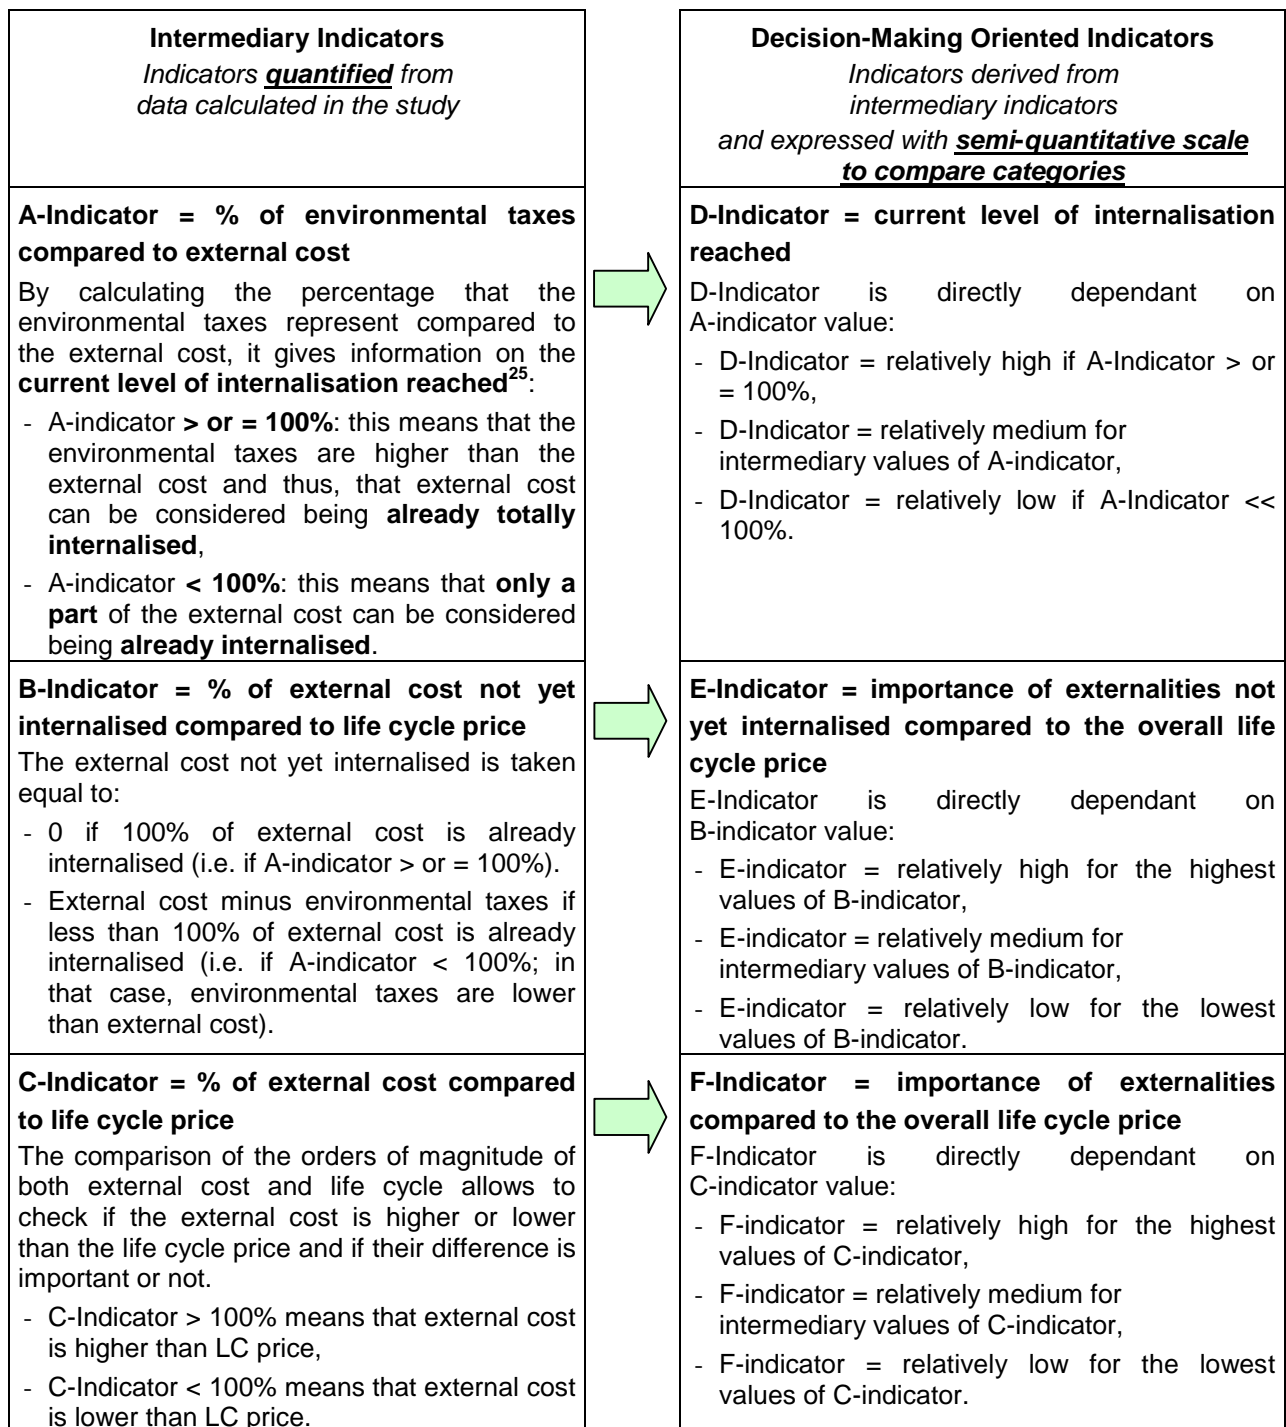 Intermediary Indicators
Indicators quantified from
data calculated in the study
Decision-Making Oriented Indicators
Indicators derived from
intermediary indicators
and expressed with semi-quantitative scale
to compare categories
A-Indicator = % of environmental taxes
compared to external cost
By calculating the percentage that the
environmental taxes represent compared to
the external cost, it gives information on the
current level of internalisation reached25:
- A-indicator > or = 100%: this means that the
environmental taxes are higher than the
external cost and thus, that external cost
can be considered being already totally
internalised,
- A-indicator < 100%: this means that only a
part of the external cost can be considered
being already internalised.
D-Indicator = current level of internalisation
reached
D-Indicator is directly dependant on
A-indicator value:
- D-Indicator = relatively high if A-Indicator > or
= 100%,
- D-Indicator = relatively medium for
intermediary values of A-indicator,
- D-Indicator = relatively low if A-Indicator <<
100%.
B-Indicator = % of external cost not yet
internalised compared to life cycle price
The external cost not yet internalised is taken
equal to:
- 0 if 100% of external cost is already
internalised (i.e. if A-indicator > or = 100%).
- External cost minus environmental taxes if
less than 100% of external cost is already
internalised (i.e. if A-indicator < 100%; in
that case, environmental taxes are lower
than external cost).
E-Indicator = importance of externalities not
yet internalised compared to the overall life
cycle price
E-Indicator is directly dependant on
B-indicator value:
- E-indicator = relatively high for the highest
values of B-indicator,
- E-indicator = relatively medium for
intermediary values of B-indicator,
- E-indicator = relatively low for the lowest
values of B-indicator.
C-Indicator = % of external cost compared
to life cycle price
The comparison of the orders of magnitude of
both external cost and life cycle allows to
check if the external cost is higher or lower
than the life cycle price and if their difference is
important or not.
- C-Indicator > 100% means that external cost
is higher than LC price,
- C-Indicator < 100% means that external cost
is lower than LC price.
F-Indicator = importance of externalities
compared to the overall life cycle price
F-Indicator is directly dependant on
C-indicator value:
- F-indicator = relatively high for the highest
values of C-indicator,
- F-indicator = relatively medium for
intermediary values of C-indicator,
- F-indicator = relatively low for the lowest
values of C-indicator.